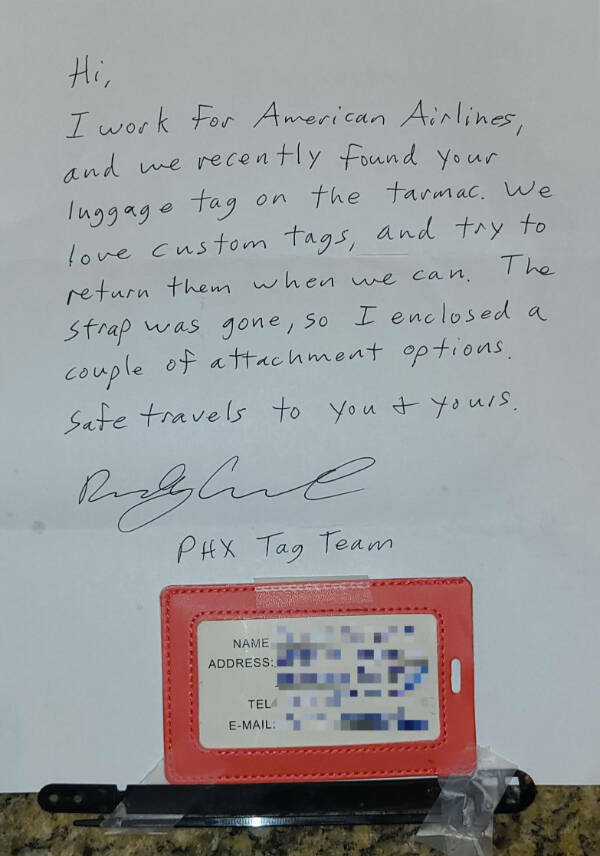 Hi,
I work for American Airlines,
and we recently found your
luggage tag on the tarmac. We
love custom tags, and try to
return them when we can. The
strap was gone, so I enclosed a
couple of attachment options.
Safe travels to you & yours.
PHX Tag Team
NAME
ADDRESS:
TEL
E-MAIL: